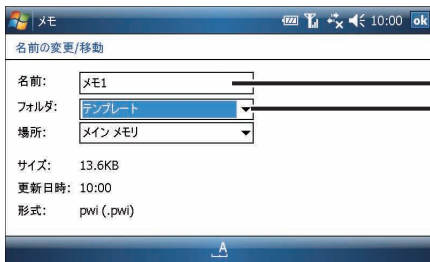 メモ 10:00 ok
名前の変更/移動
名前: メモ1
フォルダ: テンプレート
場所: メイン メモリ
サイズ: 13.6KB
更新日時: 10:00
形式: pwi (.pwi)
A